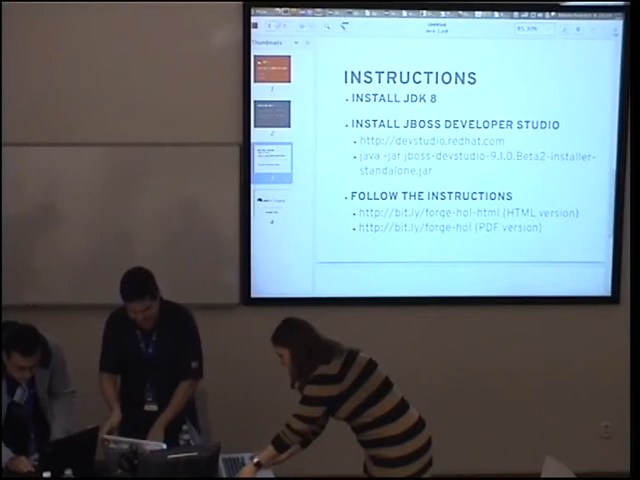 Thumbnails
INSTRUCTIONS
INSTALL JDK 8
INSTALL JBOSS DEVELOPER STUDIO
http://devstudio.redhat.com
java -jar jboss-devstudio-9.1.0.Beta2-installer-
standalone.jar
FOLLOW THE INSTRUCTIONS
http://bit.ly/forge-hol-html (HTML version)
http://bit.ly/forge-hol (PDF version)